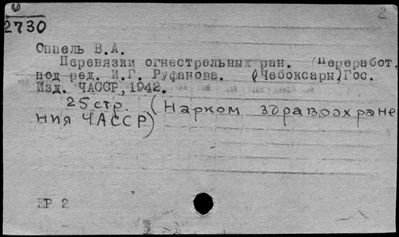 2
2730
Оппель В.А.
Перевязки огнестрельных ран. (Переработ.
под ред. И.Г. Руфанова. (Чебоксары) Гос.
Изд. ЧАССР, 1942.
25 стр. (Нарком здравоохране
ния ЧАССР)
ПР 2